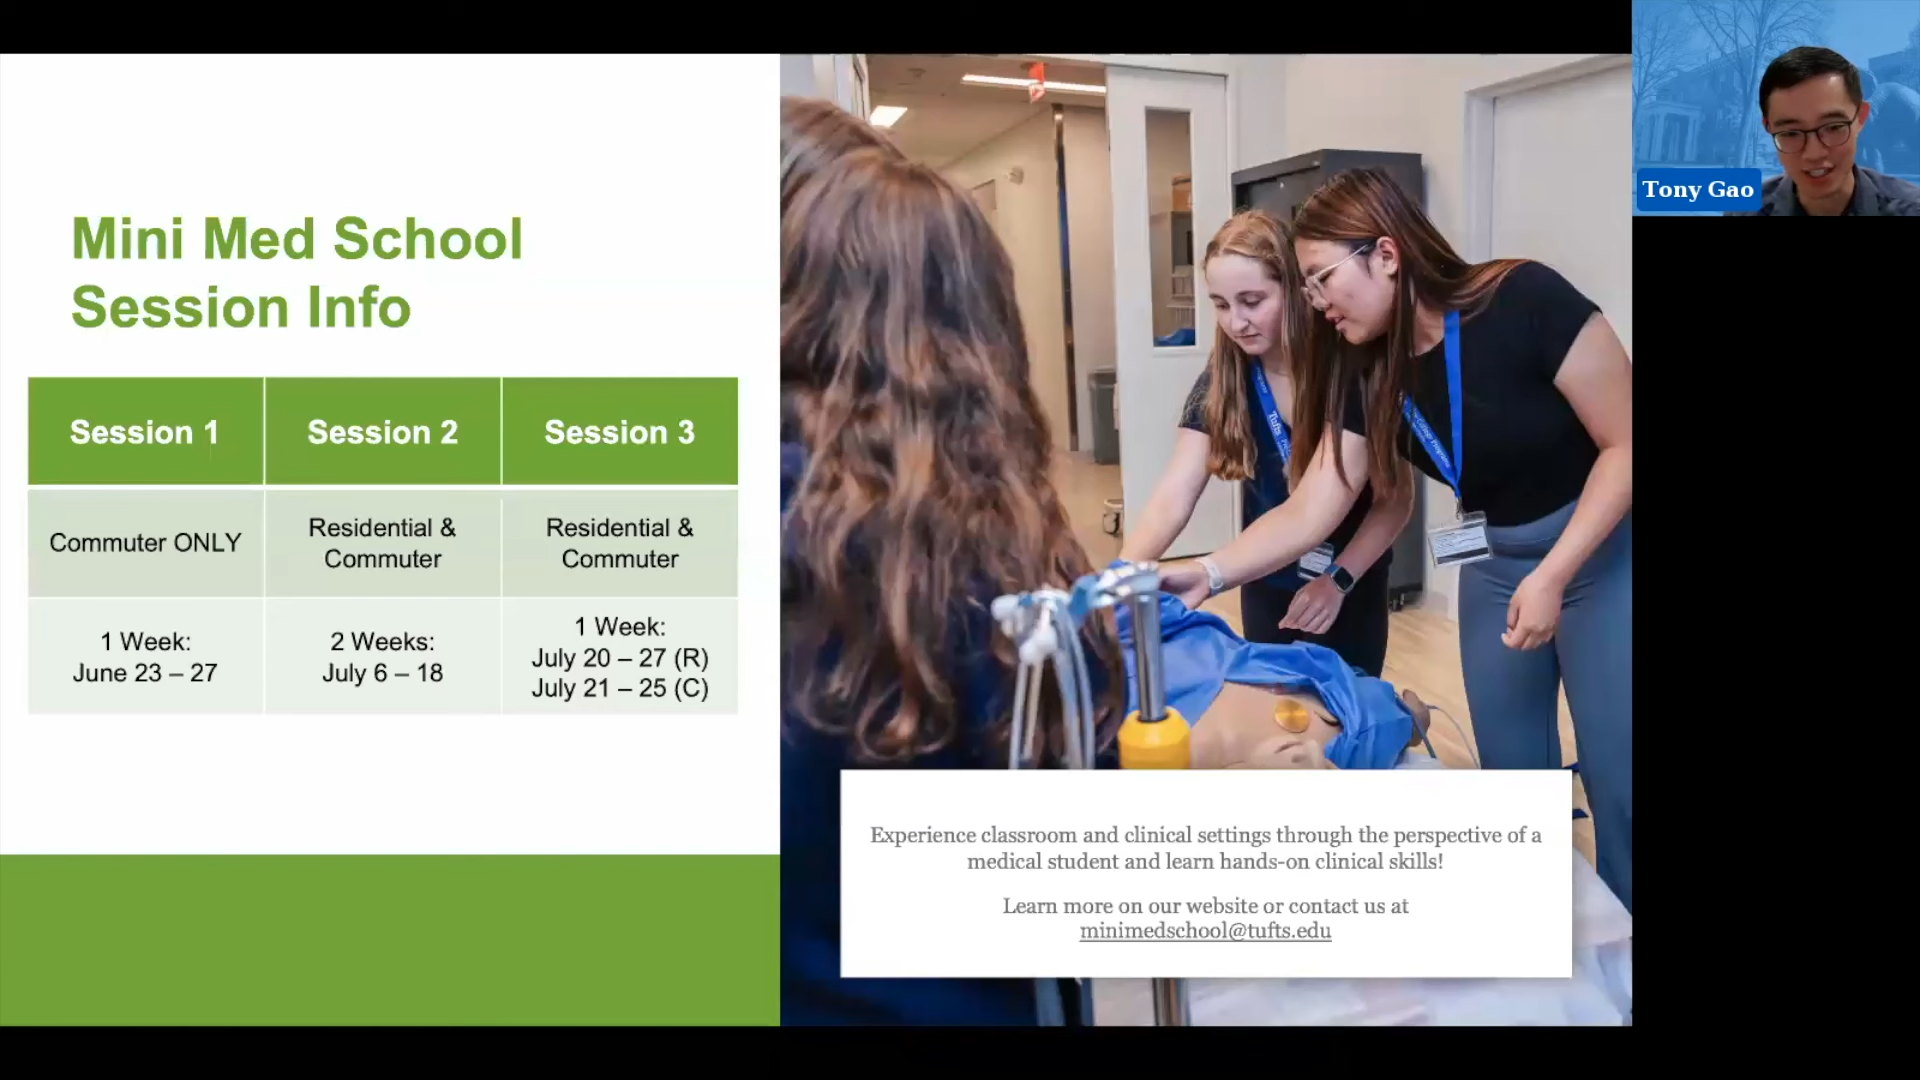 Mini Med School
Session Info
Session 1
Session 2
Session 3
Commuter ONLY
Residential &
Commuter
Residential &
Commuter
1 Week:
June 23 – 27
2 Weeks:
July 6 – 18
1 Week:
July 20 – 27 (R)
July 21 – 25 (C)
Tufts
Experience classroom and clinical settings through the perspective of a
medical student and learn hands-on clinical skills!
Learn more on our website or contact us at
minimedschool@tufts.edu
Tony Gao